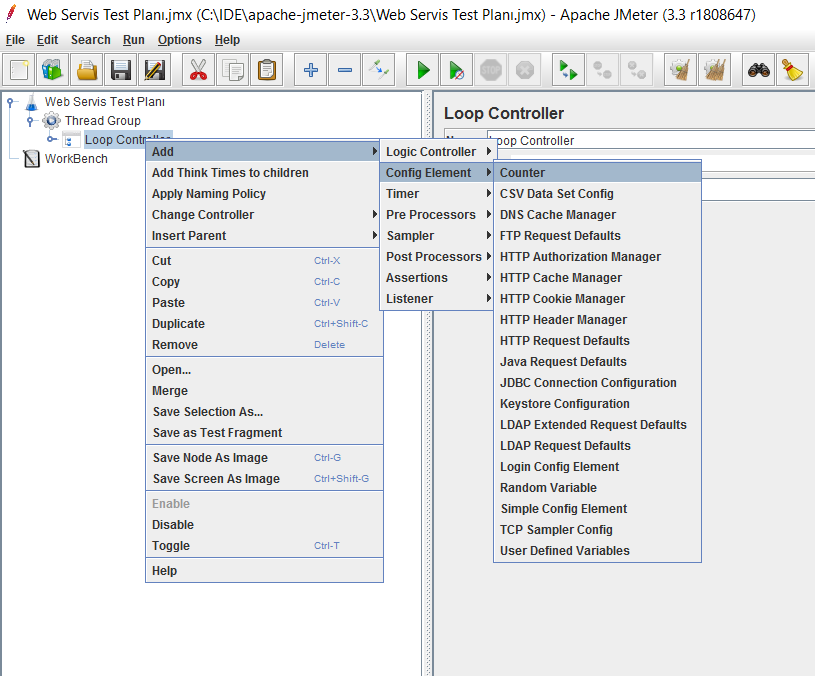 Web Servis Test Planı.jmx (C:\IDE\apache-jmeter-3.3\Web Servis Test Planı.jmx) - Apache JMeter (3.3 r1808647)
File Edit Search Run Options Help
STOP
Web Servis Test Planı
Thread Group
Loop Controller
WorkBench
Add
Add Think Times to children
Apply Naming Policy
Change Controller
Insert Parent
Cut Ctrl-X
Copy Ctrl-C
Paste Ctrl-V
Duplicate Ctrl+Shift-C
Remove Delete
Open...
Merge
Save Selection As...
Save as Test Fragment
Save Node As Image Ctrl-G
Save Screen As Image Ctrl+Shift-G
Enable
Disable
Toggle Ctrl-T
Help
Logic Controller
Config Element
Timer
Pre Processors
Sampler
Post Processors
Assertions
Listener
Counter
CSV Data Set Config
DNS Cache Manager
FTP Request Defaults
HTTP Authorization Manager
HTTP Cache Manager
HTTP Cookie Manager
HTTP Header Manager
HTTP Request Defaults
Java Request Defaults
JDBC Connection Configuration
Keystore Configuration
LDAP Extended Request Defaults
LDAP Request Defaults
Login Config Element
Random Variable
Simple Config Element
TCP Sampler Config
User Defined Variables
Loop Controller
Loop Controller